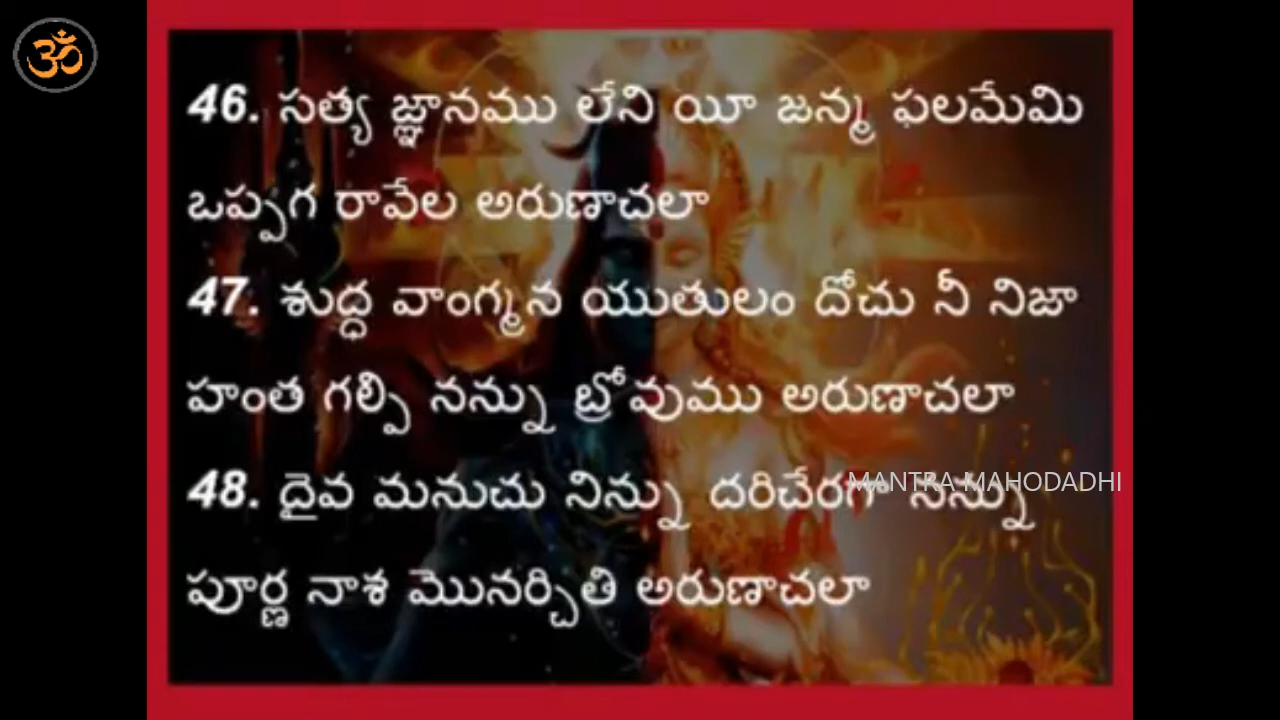 ॐ
46. సత్య జ్ఞానము లేని యీ జన్మ ఫలమేమి
ఒప్పగ రావేల అరుణాచలా
47. శుద్ధ వాంగ్మన యుతులం దోచు నీ నిజా
హంత గల్పి నన్ను బ్రోవుము అరుణాచలా
48. దైవ మనుచు నిన్ను దరిచేరగా నన్ను
MANTRA MAHODADHI
పూర్ణ నాశ మొనర్చితి అరుణాచలా